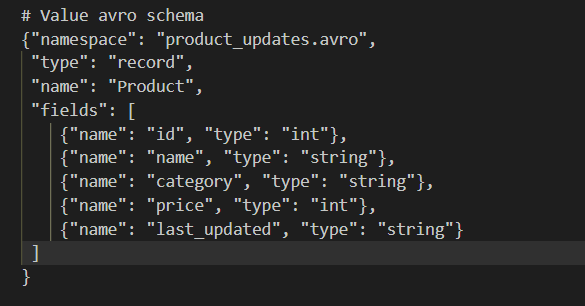 # Value avro schema
{"namespace": "product_updates.avro",
 "type": "record",
 "name": "Product",
 "fields": [
    {"name": "id", "type": "int"},
    {"name": "name", "type": "string"},
    {"name": "category", "type": "string"},
    {"name": "price", "type": "int"},
    {"name": "last_updated", "type": "string"}
 ]
}